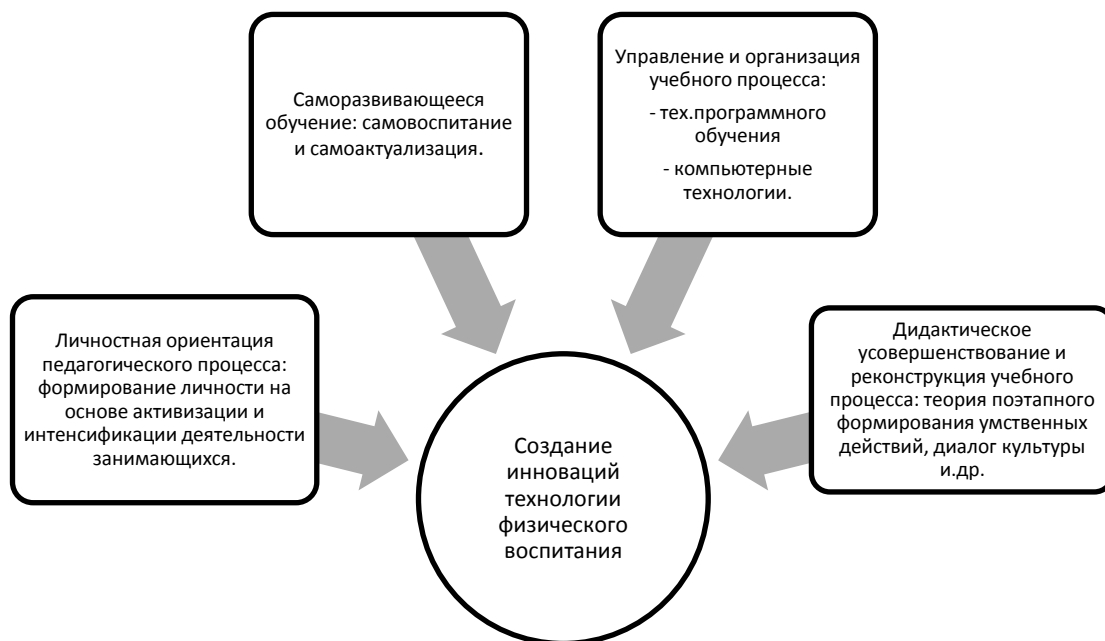 Саморазвивающееся
обучение: самовоспитание
и самоактуализация.
Управление и организация
учебного процесса:
- тех.программного
обучения
- компьютерные
технологии.
Личностная ориентация
педагогического процесса:
формирование личности на
основе активизации и
интенсификации деятельности
занимающихся.
Дидактическое
усовершенствование и
реконструкция учебного
процесса: теория поэтапного
формирования умственных
действий, диалог культуры
и.др.
Создание
инноваций
технологии
физического
воспитания